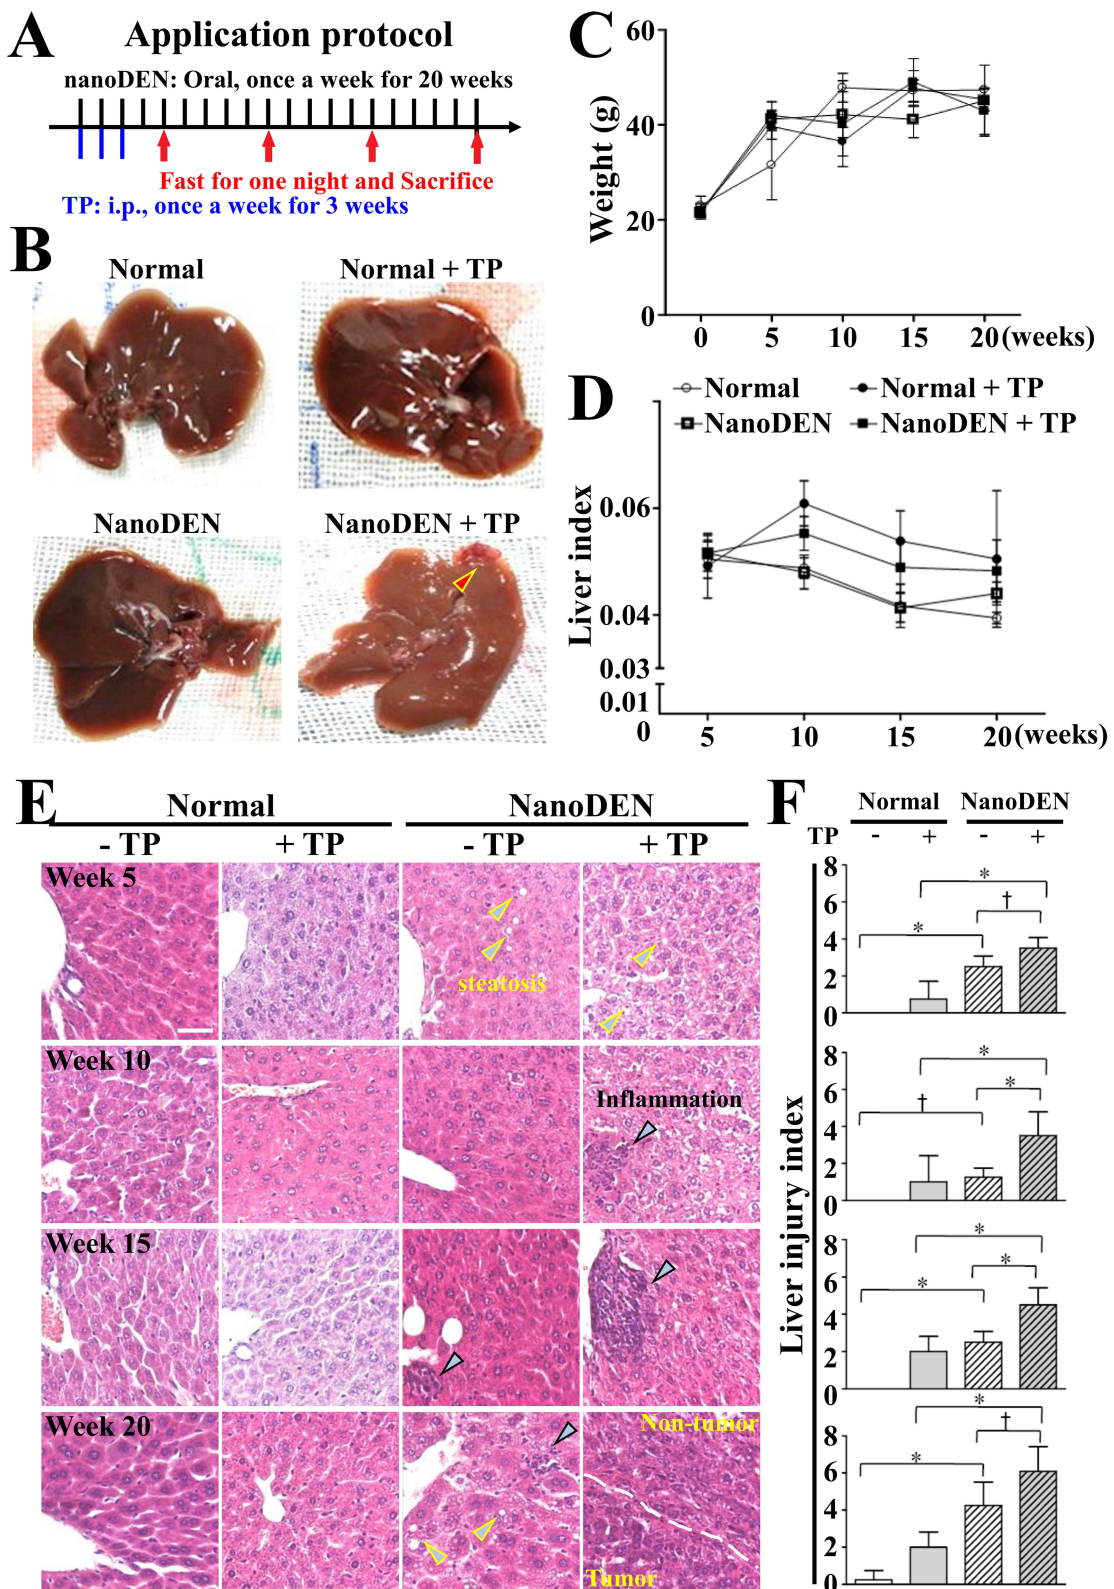 A
Application protocol
nanoDEN: Oral, once a week for 20 weeks
Fast for one night and Sacrifice
TP: i.p., once a week for 3 weeks
B
Normal
Normal + TP
NanoDEN
NanoDEN + TP
C
Weight (g)
60
40
20
0
0 5 10 15 20 (weeks)
D
Normal
Normal + TP
NanoDEN
NanoDEN + TP
Liver index
0.06
0.04
0.03
0.01
0
5 10 15 20 (weeks)
E
Normal NanoDEN
- TP + TP - TP + TP
Week 5
steatosis
Week 10
Inflammation
Week 15
Week 20
Non-tumor
Tumor
F
Normal NanoDEN
TP - + - +
Liver injury index
8
6
4
2
0
*
†
*
8
6
4
2
0
*
*
†
8
6
4
2
0
*
*
*
8
6
4
2
0
*
†
*